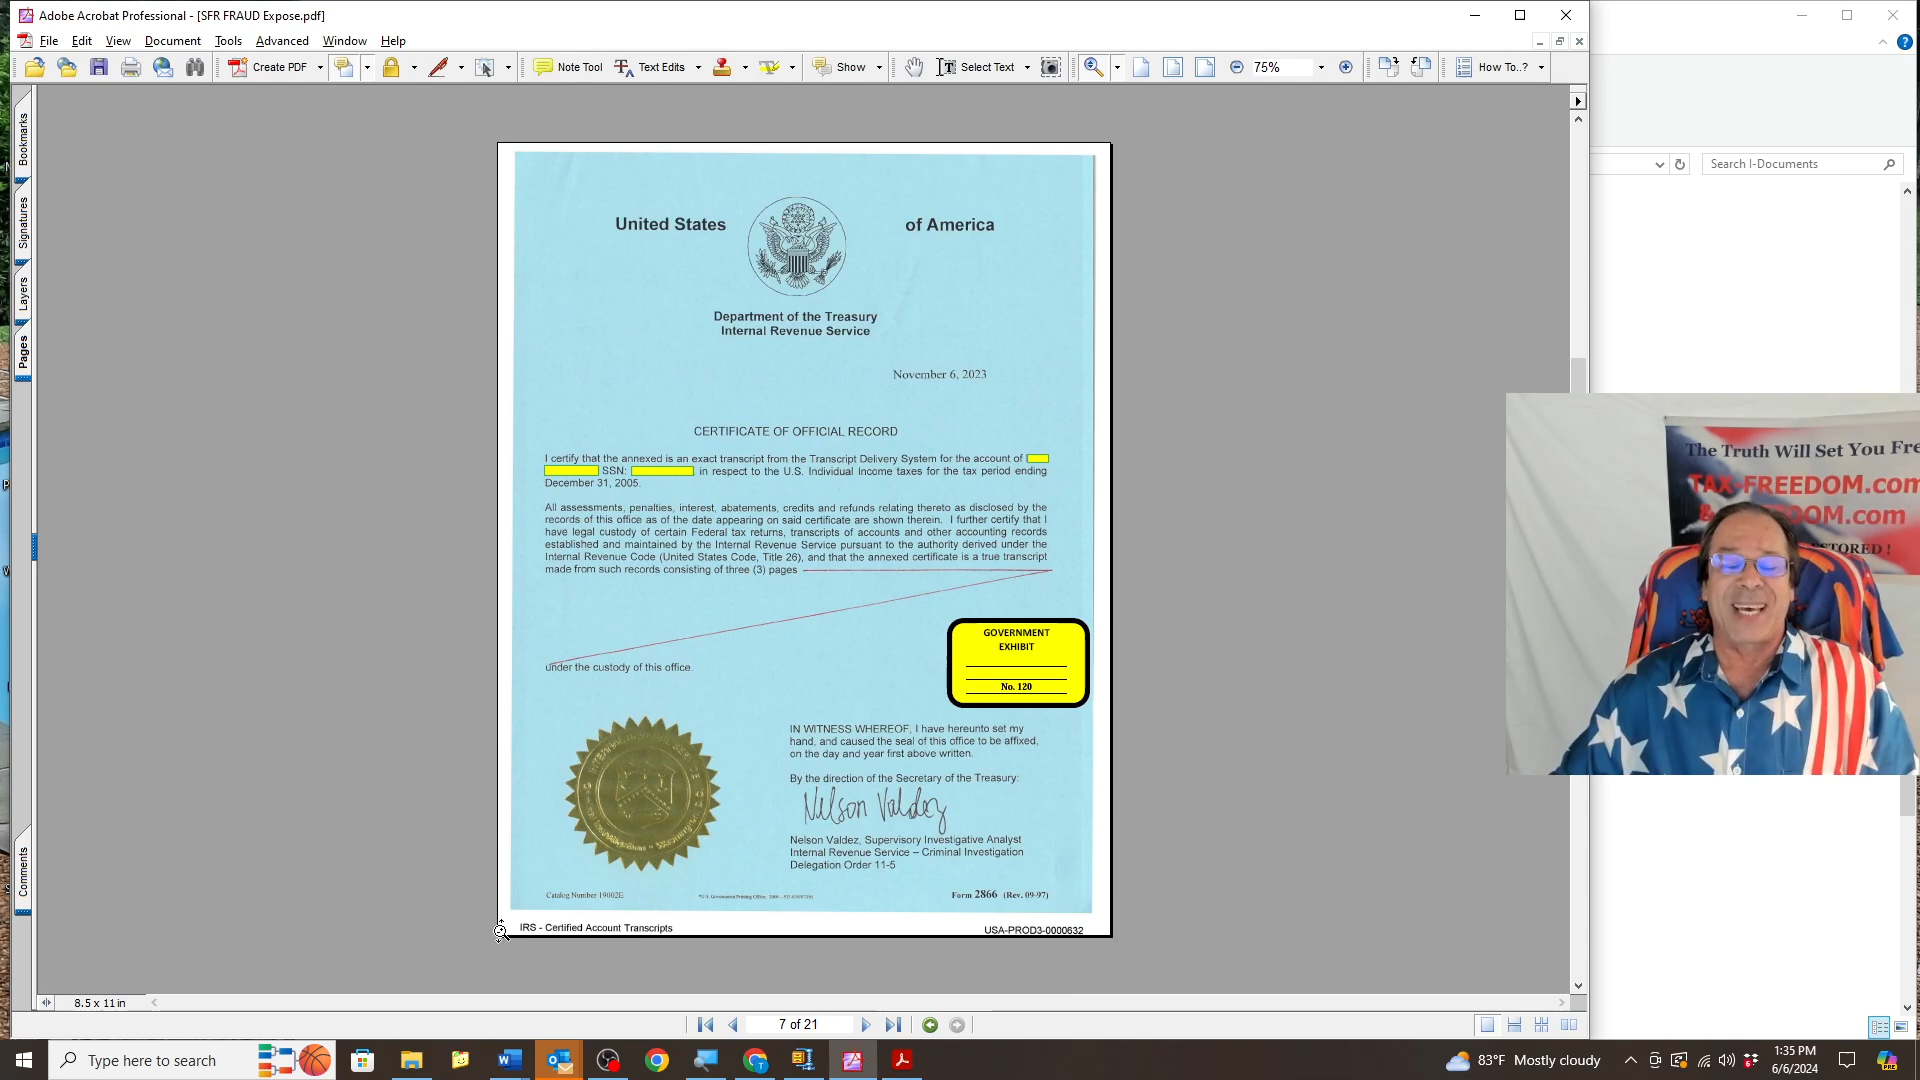 Adobe Acrobat Professional - [SFR FRAUD Expose.pdf]
File Edit View Document Tools Advanced Window Help
Create PDF Note Tool Text Edits Show Select Text 75% How To..?
Search I-Documents
Bookmarks
Signatures
Layers
Pages
Comments
United States of America
Department of the Treasury
Internal Revenue Service
November 6, 2023
CERTIFICATE OF OFFICIAL RECORD
I certify that the annexed is an exact transcript from the Transcript Delivery System for the account of
SSN: in respect to the U.S. Individual Income taxes for the tax period ending
December 31, 2005.
All assessments, penalties, interest, abatements, credits and refunds relating thereto as disclosed by the
records of this office as of the date appearing on said certificate are shown therein. I further certify that I
have legal custody of certain Federal tax returns, transcripts of accounts and other accounting records
established and maintained by the Internal Revenue Service pursuant to the authority derived under the
Internal Revenue Code (United States Code, Title 26), and that the annexed certificate is a true transcript
made from such records consisting of three (3) pages
under the custody of this office.
GOVERNMENT
EXHIBIT
No. 120
IN WITNESS WHEREOF, I have hereunto set my
hand, and caused the seal of this office to be affixed,
on the day and year first above written.
By the direction of the Secretary of the Treasury:
Nelson Valdez
Nelson Valdez, Supervisory Investigative Analyst
Internal Revenue Service – Criminal Investigation
Delegation Order 11-5
Catalog Number 19002E
Form 2866 (Rev. 09-97)
IRS - Certified Account Transcripts
USA-PROD3-0000632
The Truth Will Set You Fre
TAX-FREEDOM.com
&
DOM.com
STORED !
8.5 x 11 in
7 of 21
Type here to search
83°F Mostly cloudy
1:35 PM
6/6/2024